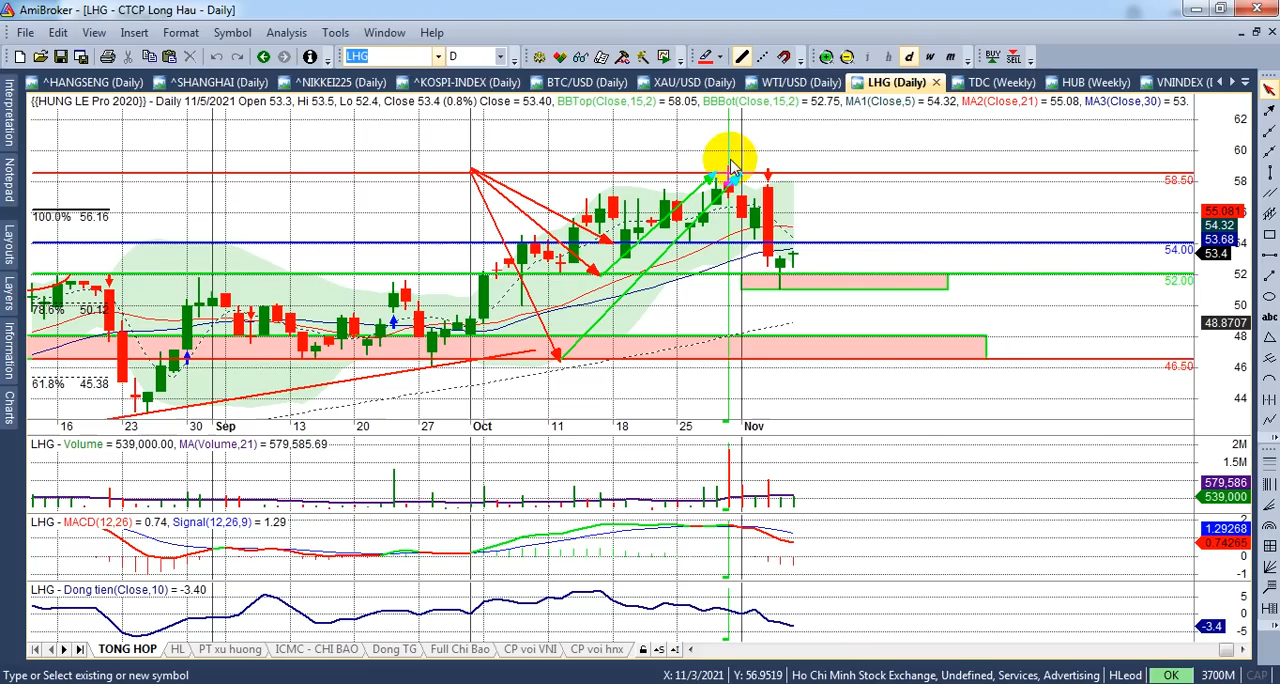 AmiBroker - [LHG - CTCP Long Hau - Daily]
File Edit View Insert Format Symbol Analysis Tools Window Help
LHG D i h d w m BUY SELL
^HANGSENG (Daily) ^SHANGHAI (Daily) ^NIKKEI225 (Daily) ^KOSPI-INDEX (Daily) BTC/USD (Daily) XAU/USD (Daily) WTI/USD (Daily) LHG (Daily) TDC (Weekly) HUB (Weekly) VNINDEX (
{{HUNG LE Pro 2020}} - Daily 11/5/2021 Open 53.3, Hi 53.5, Lo 52.4, Close 53.4 (0.8%) Close = 53.40, BBTop(Close,15,2) = 58.05, BBBot(Close,15,2) = 52.75, MA1(Close,5) = 54.32, MA2(Close,21) = 55.08, MA3(Close,30) = 53.
Interpretation
Notepad
Layouts
Layers
Information
Charts
62
60
58.50
58
100.0% 56.16
55.081
54.32
53.68
54.00
53.4
52
52.00
78.6% 50.12
50
48.8707
48
46.50
46
61.8% 45.38
44
abc
16 23 30 Sep 13 20 27 Oct 11 18 25 Nov
LHG - Volume = 539,000.00, MA(Volume,21) = 579,585.69
2M
1.5M
579,586
539,000
LHG - MACD(12,26) = 0.74, Signal(12,26,9) = 1.29
2
1.29268
0.74265
0
-1
LHG - Dong tien(Close,10) = -3.40
5
0
-3.4
-5
TONG HOP HL PT xu huong ICMC - CHI BAO Dong TG Full Chi Bao CP voi VNI CP voi hnx
Type or Select existing or new symbol X: 11/3/2021 Y: 56.9519 Ho Chi Minh Stock Exchange, Undefined, Services, Advertising HLeod OK 3700M CAP